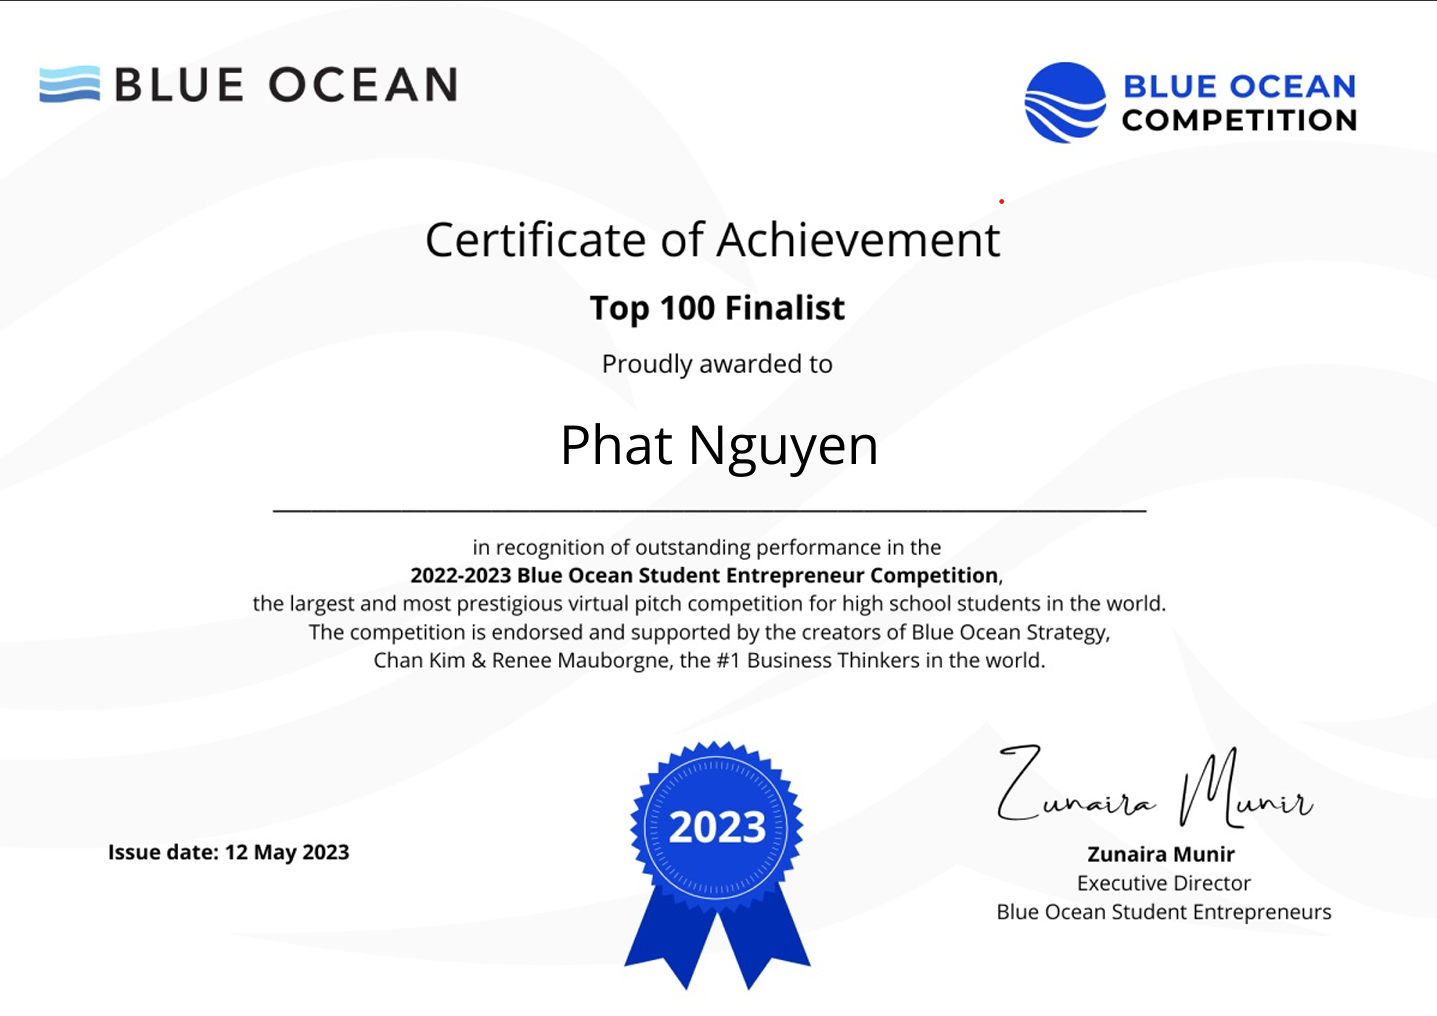 BLUE OCEAN
BLUE OCEAN
COMPETITION
Certificate of Achievement
Top 100 Finalist
Proudly awarded to
Phat Nguyen
in recognition of outstanding performance in the
2022-2023 Blue Ocean Student Entrepreneur Competition,
the largest and most prestigious virtual pitch competition for high school students in the world.
The competition is endorsed and supported by the creators of Blue Ocean Strategy,
Chan Kim & Renee Mauborgne, the #1 Business Thinkers in the world.
2023
Issue date: 12 May 2023
Zunaira Munir
Zunaira Munir
Executive Director
Blue Ocean Student Entrepreneurs